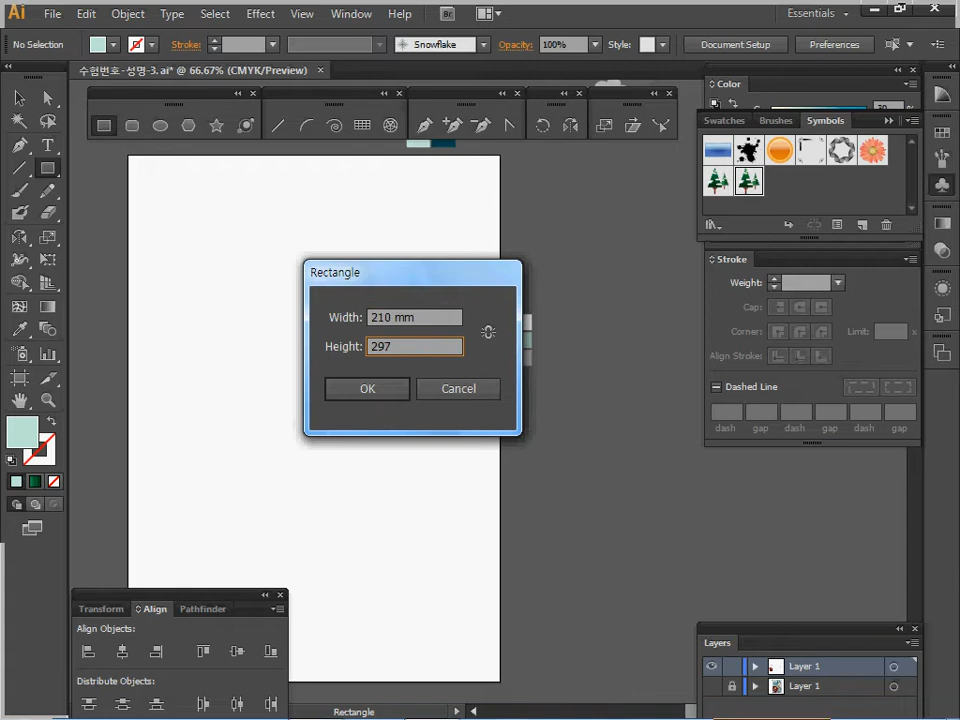 Ai File Edit Object Type Select Effect View Window Help Br Essentials
No Selection Stroke: Snowflake Opacity: 100% Style: Document Setup Preferences
수험번호-성명-3.ai* @ 66.67% (CMYK/Preview)
Color
Swatches Brushes Symbols
Rectangle
Width: 210 mm
Height: 297
OK Cancel
Stroke
Weight:
Cap:
Corner: Limit: x
Align Stroke:
Dashed Line
dash gap dash gap dash gap
Transform Align Pathfinder
Align Objects:
Distribute Objects:
Layers
Layer 1
Layer 1
Rectangle